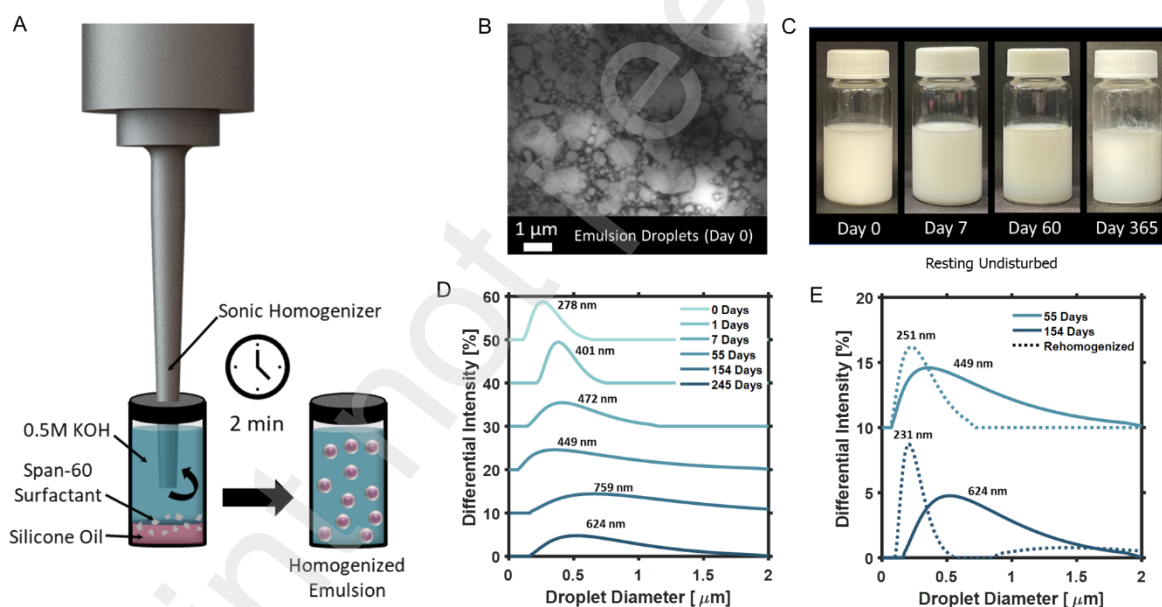 A
Sonic Homogenizer
2 min
0.5M KOH
Span-60
Surfactant
Silicone Oil
Homogenized
Emulsion
B
1 µm
Emulsion Droplets (Day 0)
C
Day 0
Day 7
Day 60
Day 365
Resting Undisturbed
D
Differential Intensity [%]
60
50
40
30
20
10
0
278 nm
401 nm
472 nm
449 nm
759 nm
624 nm
0 Days
1 Days
7 Days
55 Days
154 Days
245 Days
0
0.5
1
1.5
2
Droplet Diameter [ µm]
E
Differential Intensity [%]
20
15
10
5
0
251 nm
449 nm
231 nm
624 nm
55 Days
154 Days
Rehomogenized
0
0.5
1
1.5
2
Droplet Diameter [ µm]